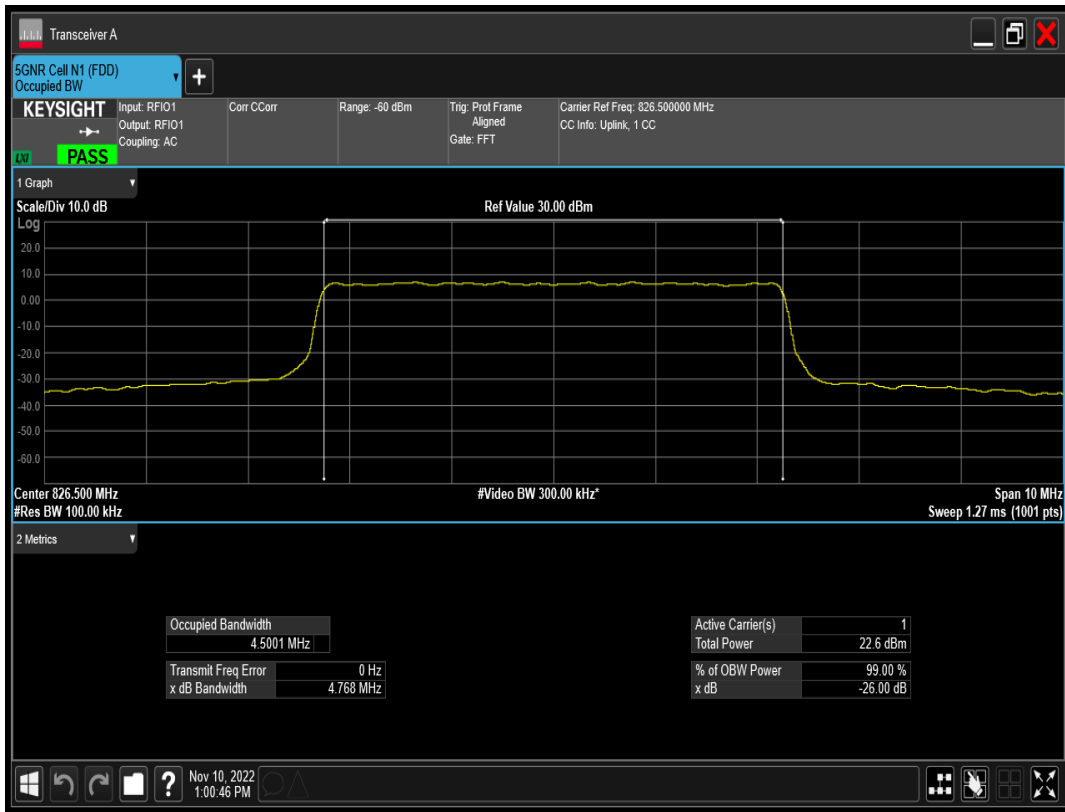 Transceiver A
5GNR Cell N1 (FDD)
Occupied BW
+
KEYSIGHT
LXI
PASS
Input: RFIO1
Output: RFIO1
Coupling: AC
Corr CCorr
Range: -60 dBm
Trig: Prot Frame
Aligned
Gate: FFT
Carrier Ref Freq: 826.500000 MHz
CC Info: Uplink, 1 CC
1 Graph
Scale/Div 10.0 dB
Ref Value 30.00 dBm
Log
20.0
10.0
0.00
-10.0
-20.0
-30.0
-40.0
-50.0
-60.0
Center 826.500 MHz
#Video BW 300.00 kHz*
Span 10 MHz
#Res BW 100.00 kHz
Sweep 1.27 ms (1001 pts)
2 Metrics
Occupied Bandwidth
4.5001 MHz
Transmit Freq Error 0 Hz
x dB Bandwidth 4.768 MHz
Active Carrier(s) 1
Total Power 22.6 dBm
% of OBW Power 99.00 %
x dB -26.00 dB
?
Nov 10, 2022
1:00:46 PM